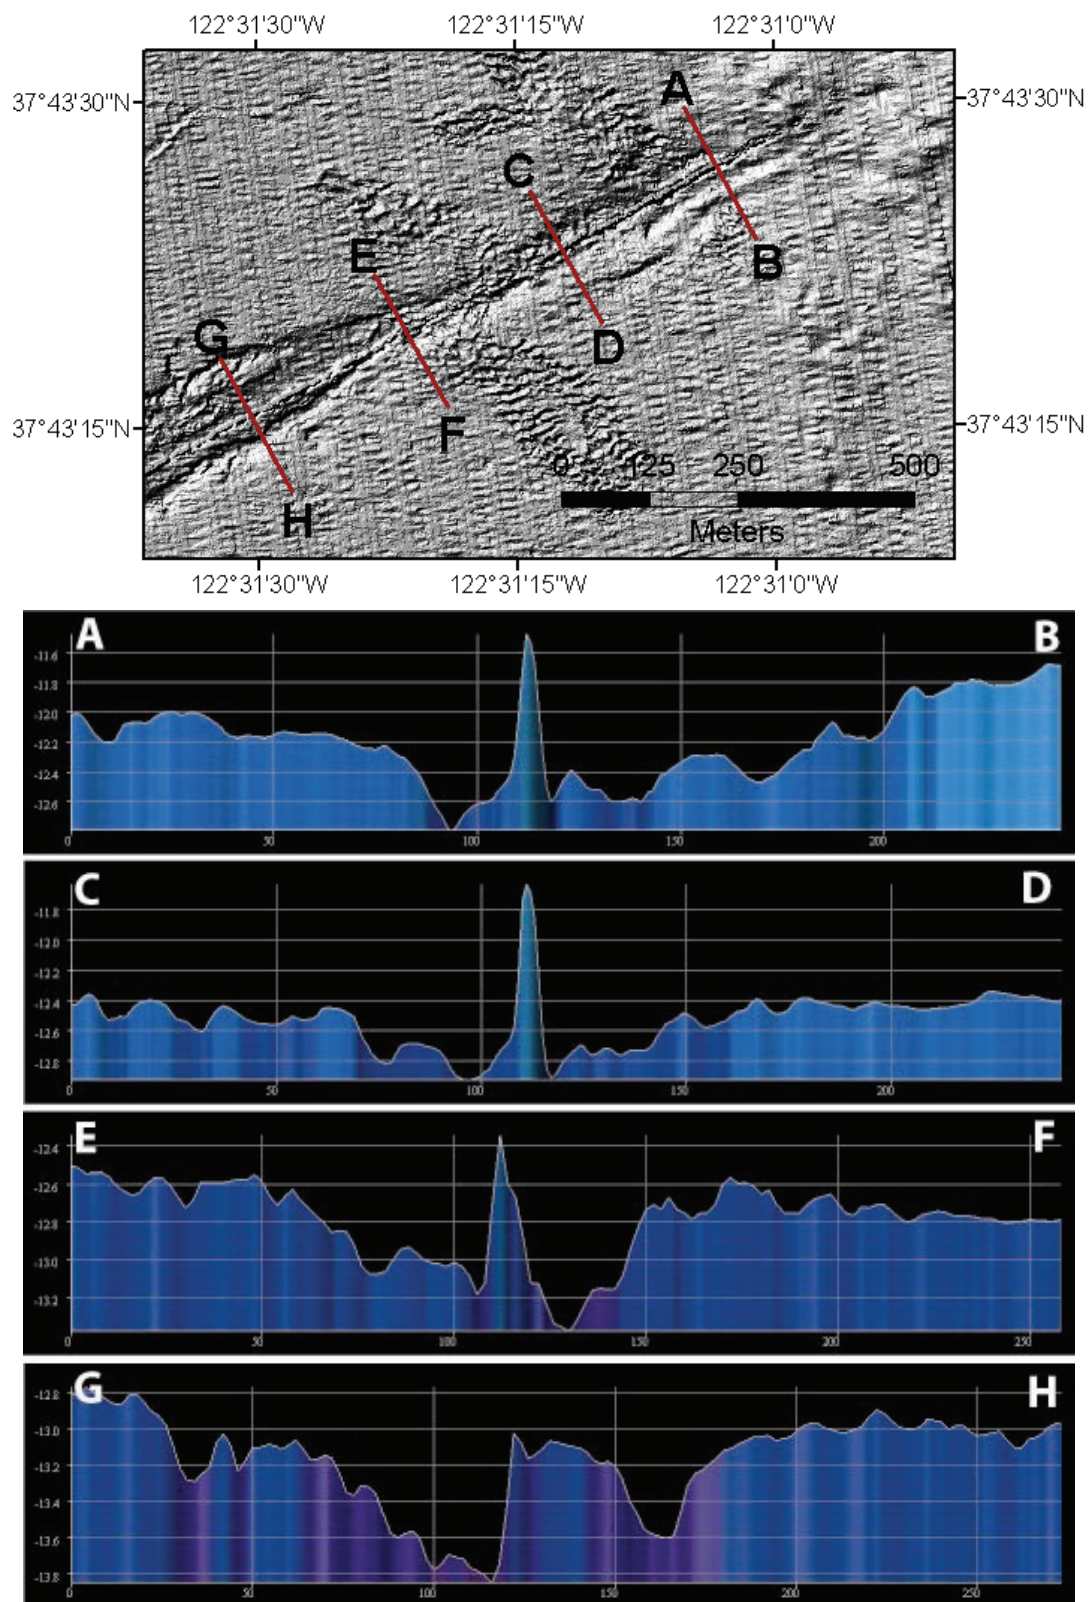 122°31'30"W 122°31'15"W 122°31'0"W
37°43'30"N 37°43'30"N
A
C
B
E
G
D
37°43'15"N 37°43'15"N
F
0 125 250 500
H
Meters
122°31'30"W 122°31'15"W 122°31'0"W
A B
-11.6
-11.8
-12.0
-12.2
-12.4
-12.6
0 50 100 150 200
C D
-11.8
-12.0
-12.2
-12.4
-12.6
-12.8
0 50 100 150 200
E F
-12.4
-12.6
-12.8
-13.0
-13.2
0 50 100 150 200 250
G H
-12.8
-13.0
-13.2
-13.4
-13.6
-13.8
50 100 150 200 250